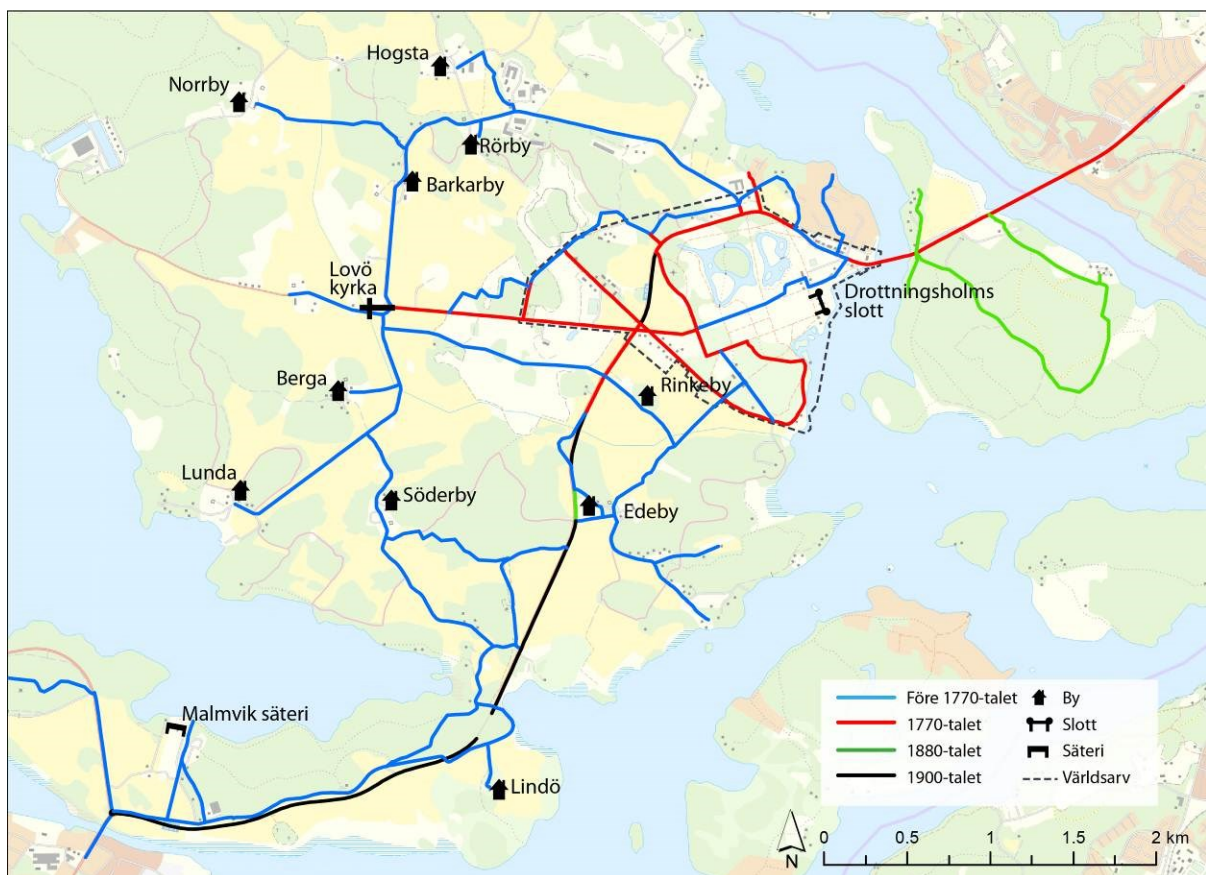 Hogsta
Norrby
Rörby
Barkarby
Lovö
kyrka
Drottningsholms
slott
Berga
Rinkeby
Lunda
Söderby
Edeby
Malmvik säteri
Lindö
Före 1770-talet
By
1770-talet
Slott
1880-talet
Säteri
1900-talet
Världsarv
N
0 0.5 1 1.5 2 km